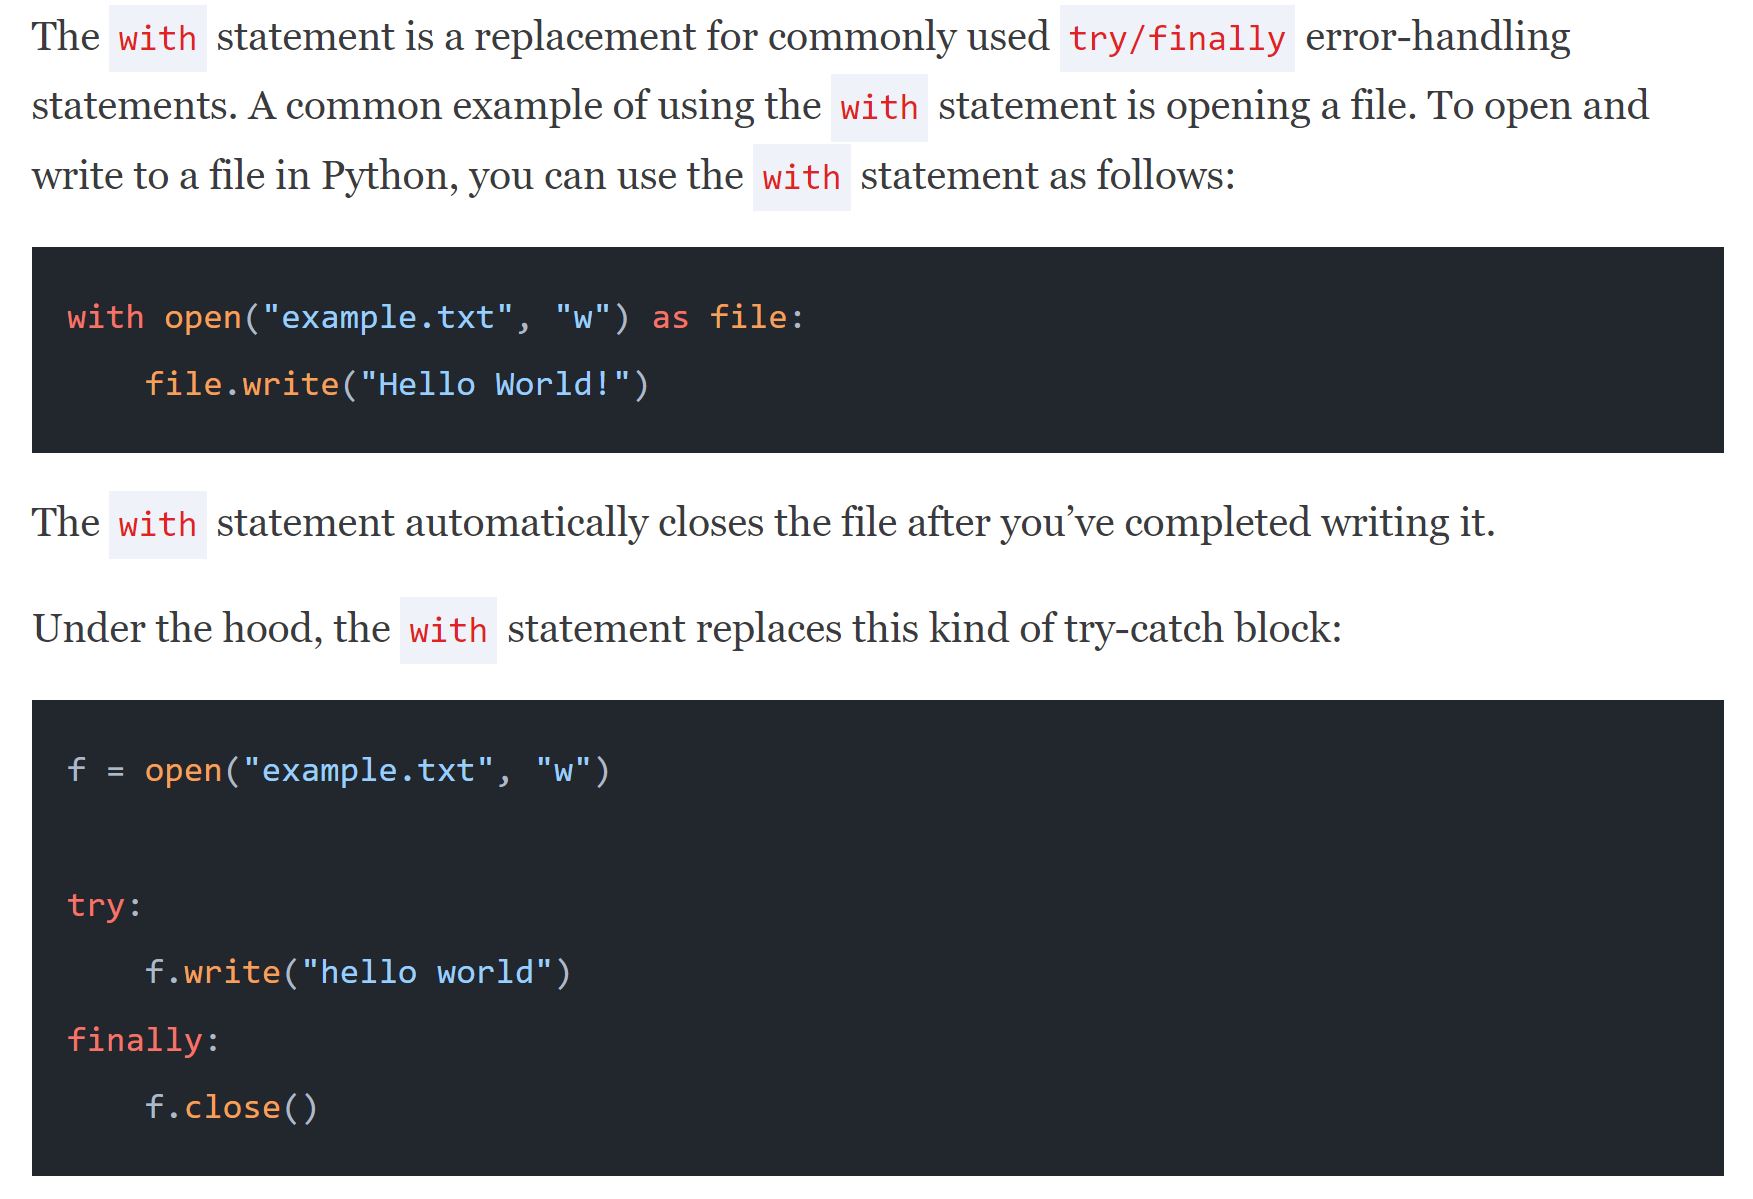 The with statement is a replacement for commonly used try/finally error-handling
statements. A common example of using the with statement is opening a file. To open and
write to a file in Python, you can use the with statement as follows:
with open("example.txt", "w") as file:
    file.write("Hello World!")
The with statement automatically closes the file after you’ve completed writing it.
Under the hood, the with statement replaces this kind of try-catch block:
f = open("example.txt", "w")
try:
    f.write("hello world")
finally:
    f.close()